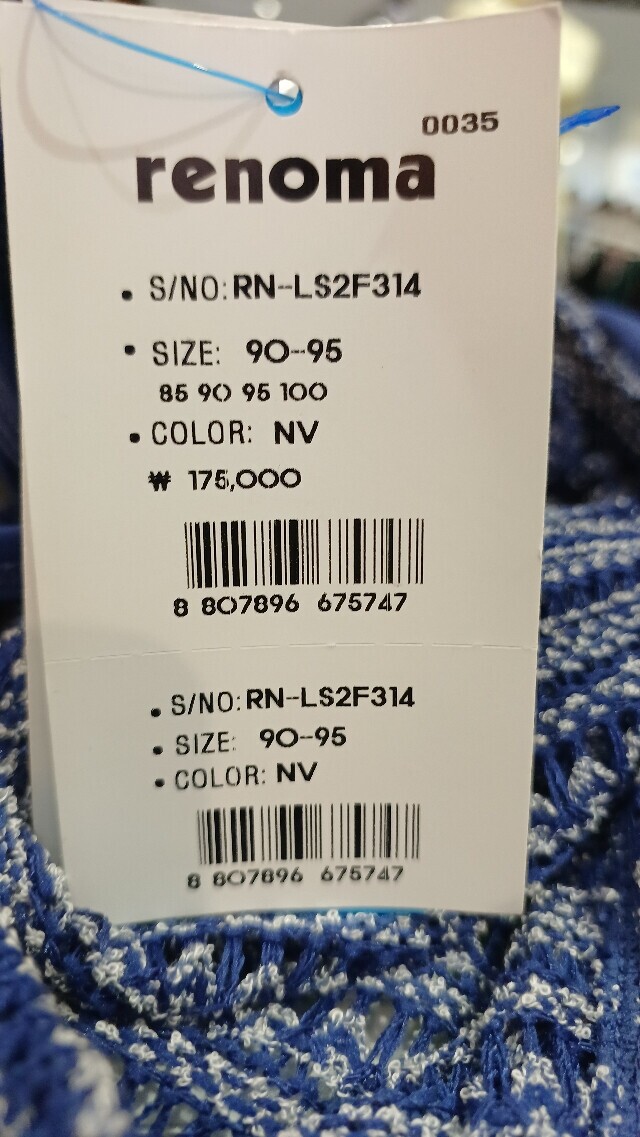 0035
renoma
• S/NO: RN-LS2F314
• SIZE: 90-95
85 90 95 100
• COLOR: NV
₩ 175,000
8 807896 675747
• S/NO: RN-LS2F314
• SIZE: 90-95
• COLOR: NV
8 807896 675747